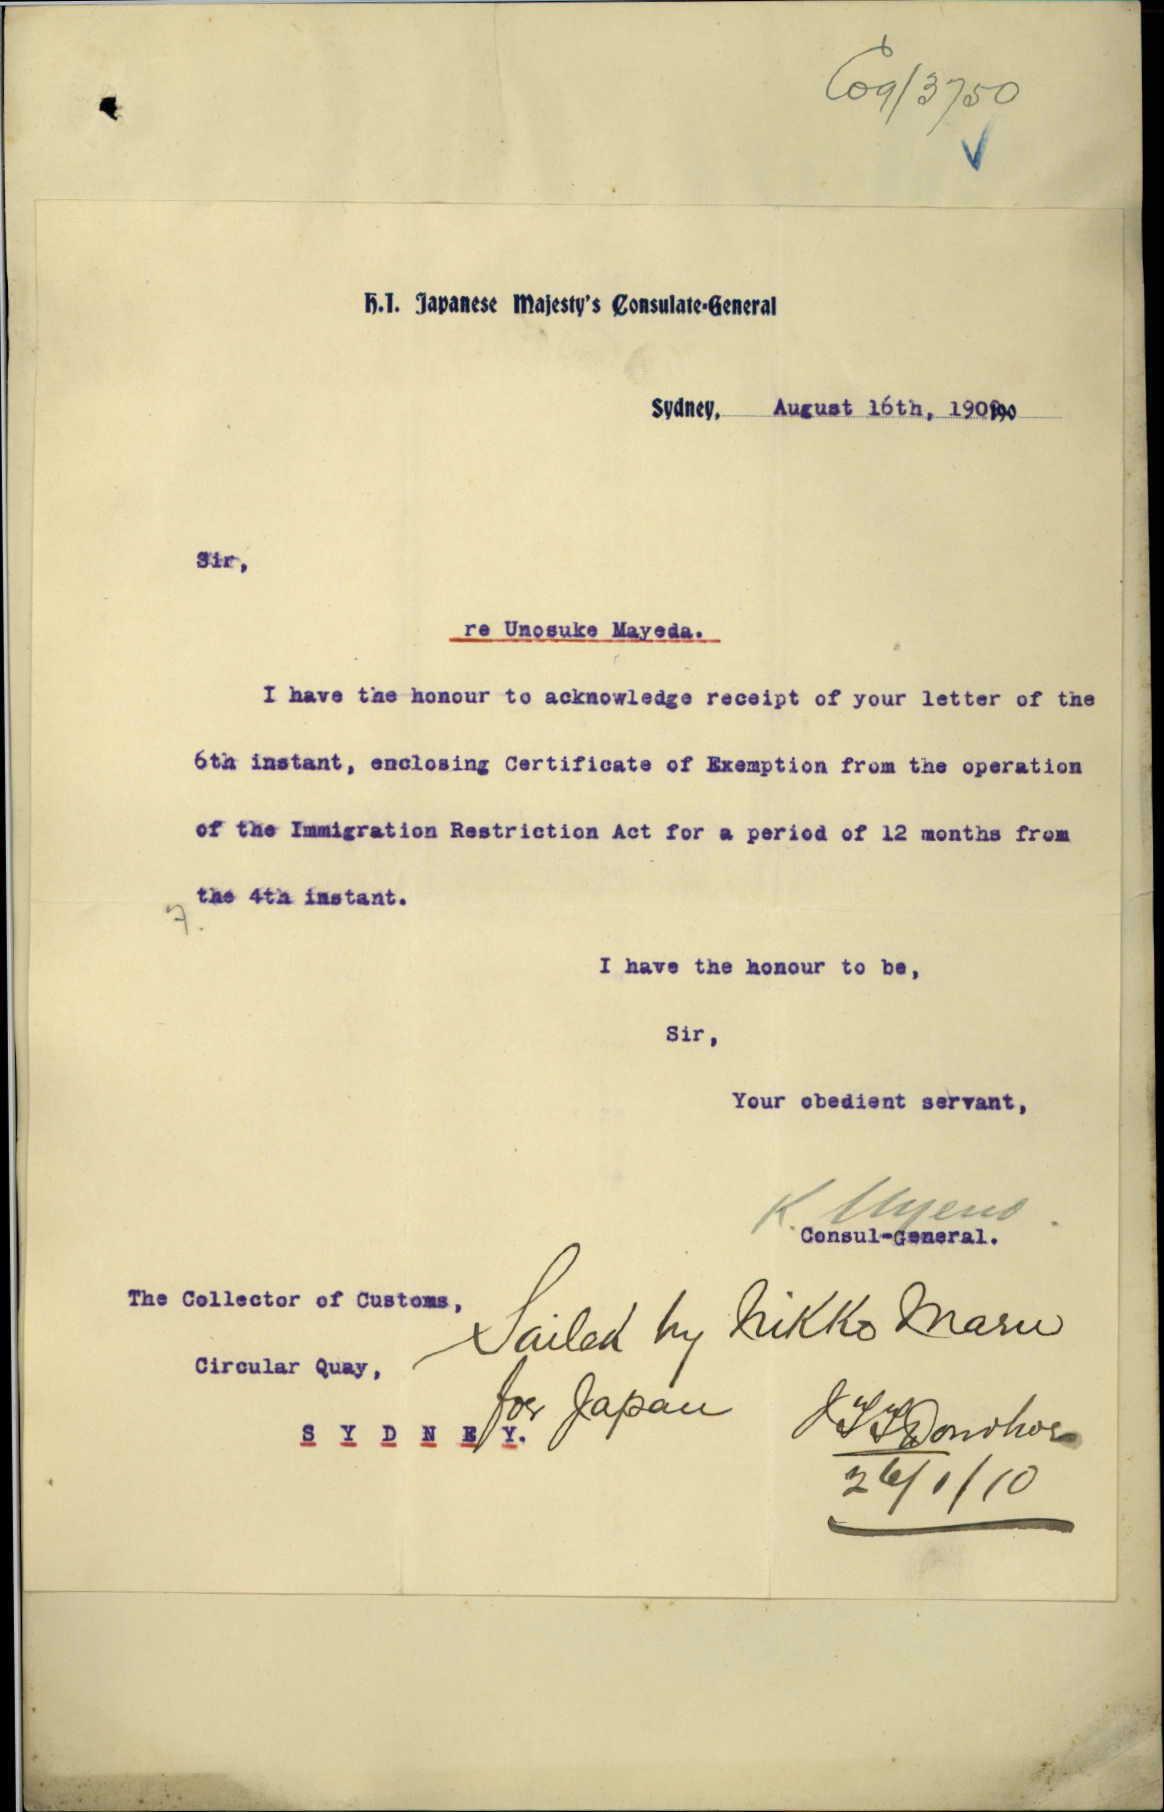 C09/3750
H.I. Japanese Majesty's Consulate-General
Sydney, August 16th, 1909 190
Sir,
re Unosuke Mayeda.
I have the honour to acknowledge receipt of your letter of the
6th instant, enclosing Certificate of Exemption from the operation
of the Immigration Restriction Act for a period of 12 months from
the 4th instant.
7.
I have the honour to be,
Sir,
Your obedient servant,
K. Uyeno.
Consul-General.
The Collector of Customs,
Circular Quay,
S Y D N E Y.
Sailed by Nikko Maru
for Japan
Donohoe
26/1/10